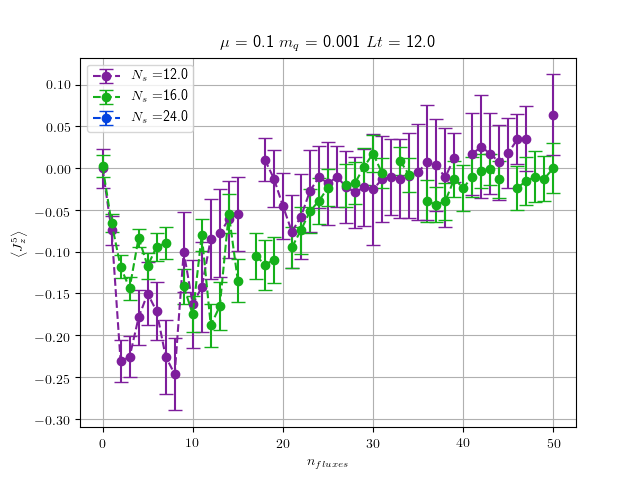 μ = 0.1 m_q = 0.001 Lt = 12.0
N_s =12.0
N_s =16.0
N_s =24.0
0.10
0.05
0.00
−0.05
−0.10
−0.15
−0.20
−0.25
−0.30
⟨J_z^5⟩
0 10 20 30 40 50
n_{fluxes}